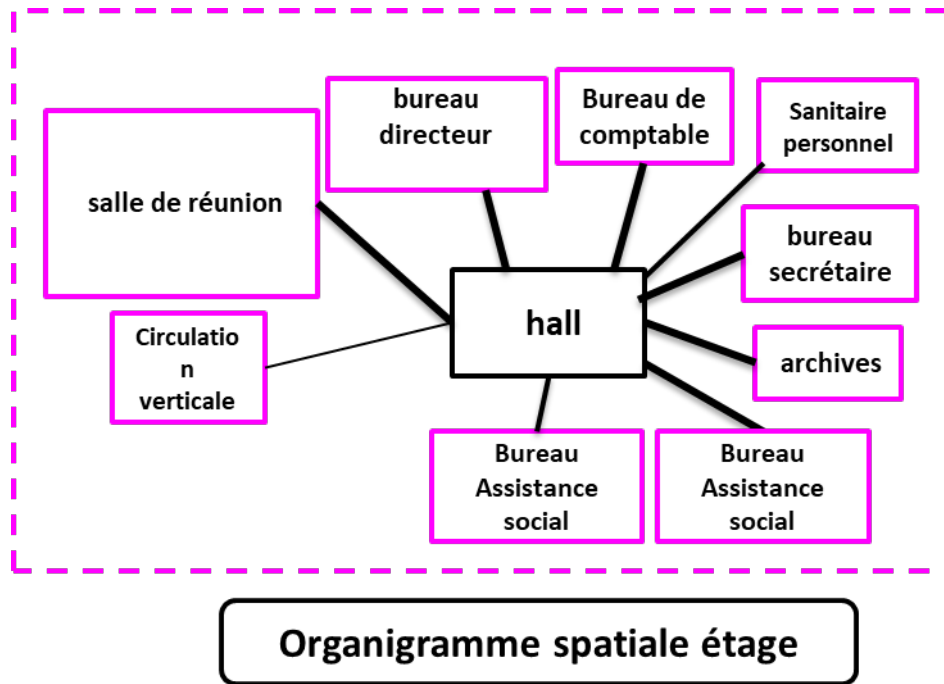 bureau
directeur
Bureau de
comptable
Sanitaire
personnel
salle de réunion
bureau
secrétaire
hall
Circulatio
n
verticale
archives
Bureau
Assistance
social
Bureau
Assistance
social
Organigramme spatiale étage